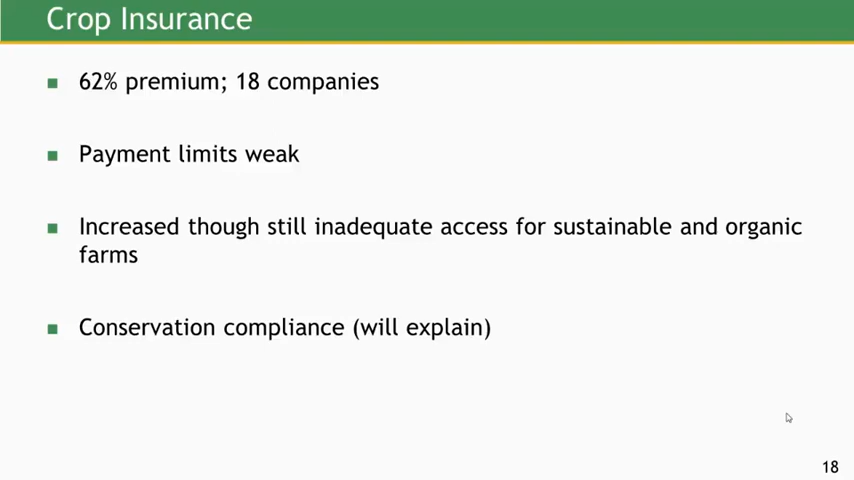 Crop Insurance
62% premium; 18 companies
Payment limits weak
Increased though still inadequate access for sustainable and organic
farms
Conservation compliance (will explain)
18